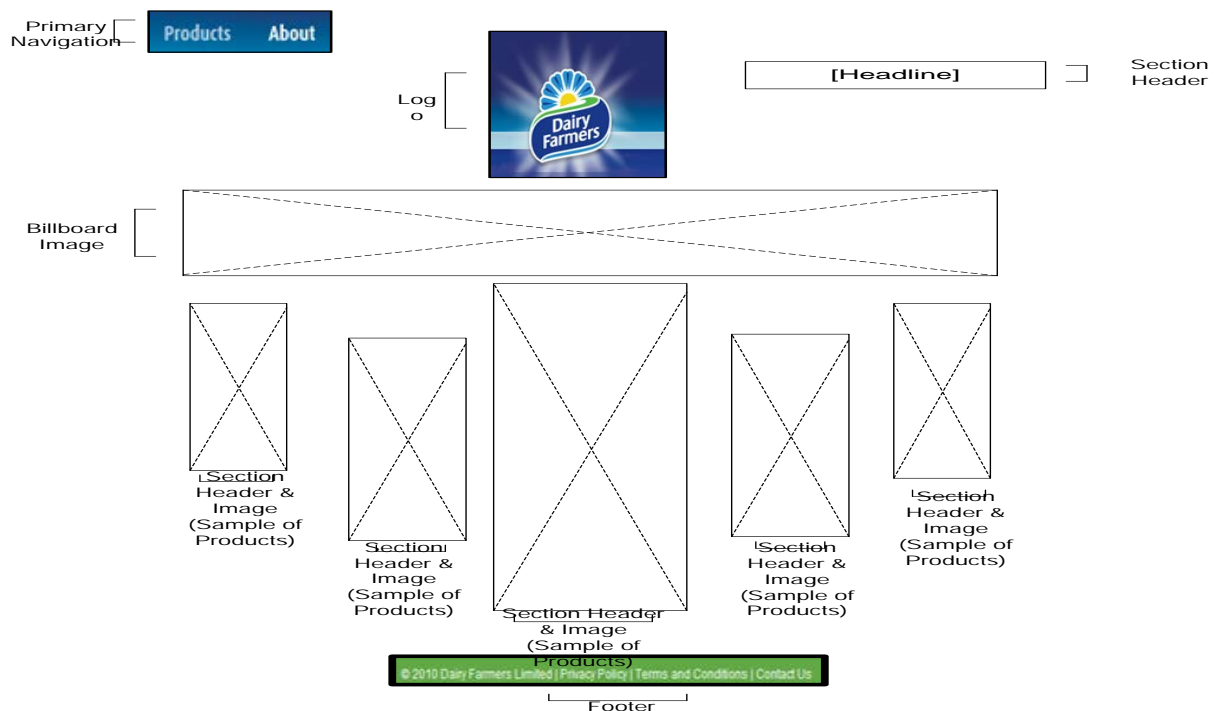 Primary
Navigation
Products About
Log
o
Dairy
Farmers
[Headline]
Section
Header
Billboard
Image
Section
Header &
Image
(Sample of
Products)
Section
Header &
Image
(Sample of
Products)
Section Header
& Image
(Sample of
Products)
Section
Header &
Image
(Sample of
Products)
Section
Header &
Image
(Sample of
Products)
© 2010 Dairy Farmers Limited | Privacy Policy | Terms and Conditions | Contact Us
Footer